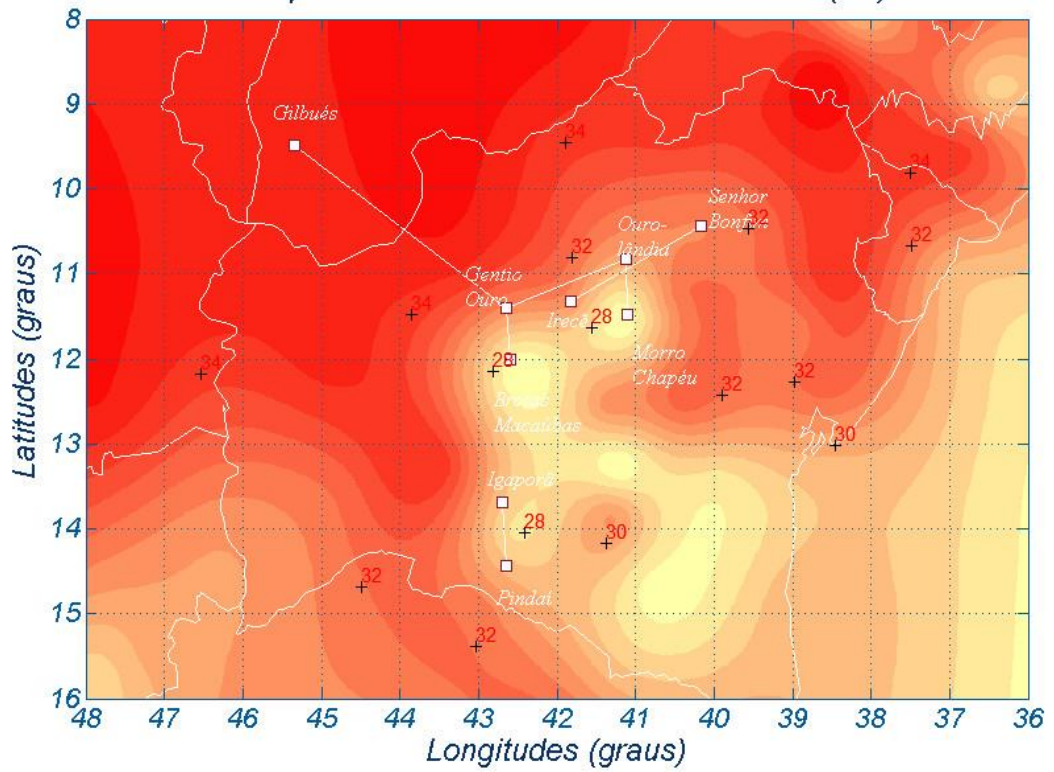 8
9
Gilbués
34
10
34
Senhor
Bonfim
32
Ouro-
lândia
32
32
11
Gentio
Ouro
34
28
Irecê
Morro
Chapéu
12
34
28
32
32
Brotas
Macaúbas
30
13
Igaporã
14
28
30
32
15
Pindaí
32
16
48
47
46
45
44
43
42
41
40
39
38
37
36
Latitudes (graus)
Longitudes (graus)